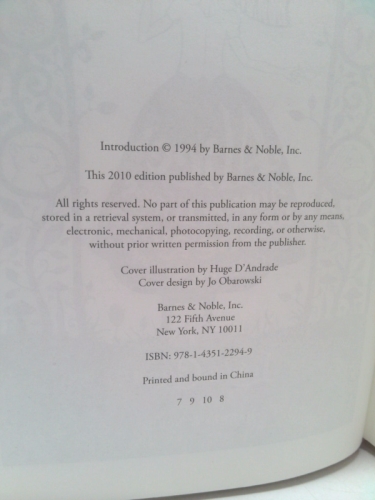 Introduction © 1994 by Barnes & Noble, Inc.
This 2010 edition published by Barnes & Noble, Inc.
All rights reserved. No part of this publication may be reproduced,
stored in a retrieval system, or transmitted, in any form or by any means,
electronic, mechanical, photocopying, recording, or otherwise,
without prior written permission from the publisher.
Cover illustration by Huge D'Andrade
Cover design by Jo Obarowski
Barnes & Noble, Inc.
122 Fifth Avenue
New York, NY 10011
ISBN: 978-1-4351-2294-9
Printed and bound in China
7 9 10 8